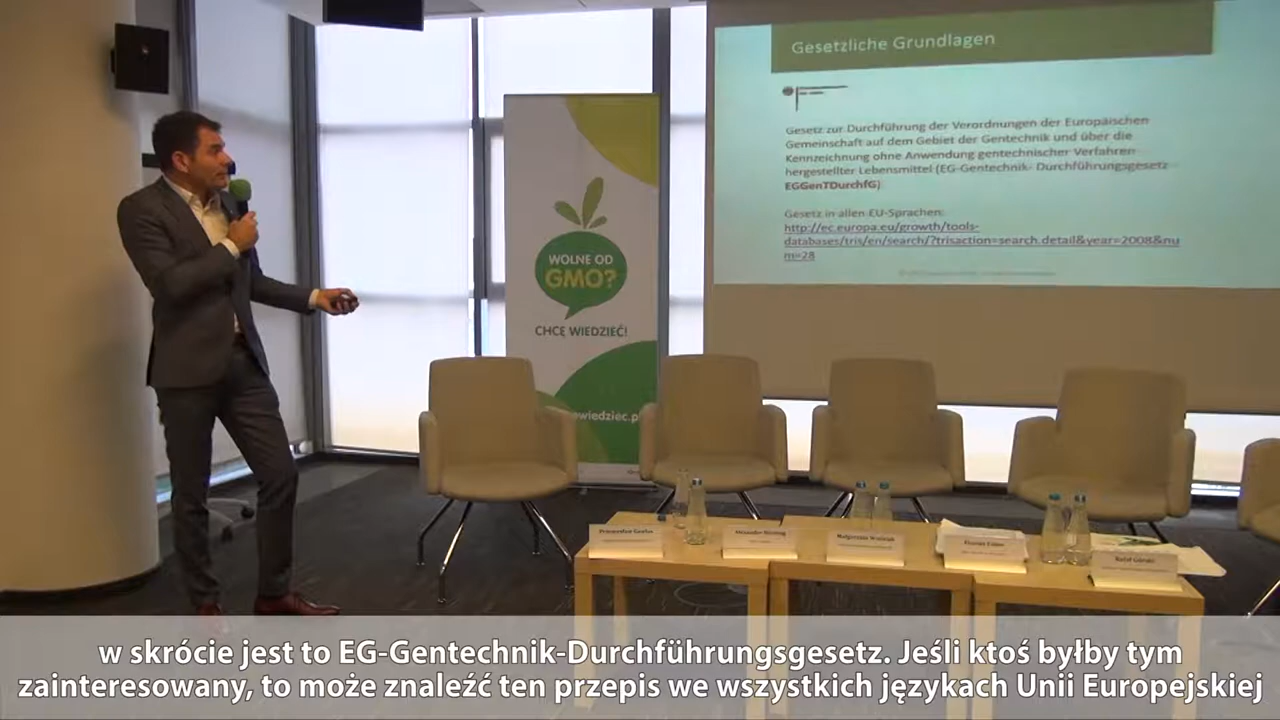 Gesetzliche Grundlagen
Gesetz zur Durchführung der Verordnungen der Europäischen
Gemeinschaft auf dem Gebiet der Gentechnik und über die
Kennzeichnung ohne Anwendung gentechnischer Verfahren
hergestellter Lebensmittel (EG-Gentechnik- Durchführungsgesetz
EGGenTDurchfG)
Gesetz in allen EU-Sprachen:
http://ec.europa.eu/growth/tools-
databases/tris/en/search/?trisaction=search.detail&year=2008&nu
m=28
WOLNE OD
GMO?
CHCĘ WIEDZIEĆ!
wiedziec.p
Małgorzata
Rafał Górski
w skrócie jest to EG-Gentechnik-Durchführungsgesetz. Jeśli ktoś byłby tym
zainteresowany, to może znaleźć ten przepis we wszystkich językach Unii Europejskiej